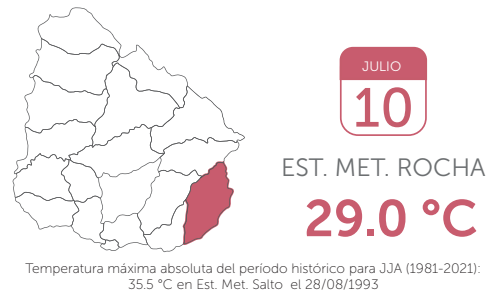 JULIO
10
EST. MET. ROCHA
29.0 °C
Temperatura máxima absoluta del período histórico para JJA (1981-2021):
35.5 °C en Est. Met. Salto el 28/08/1993